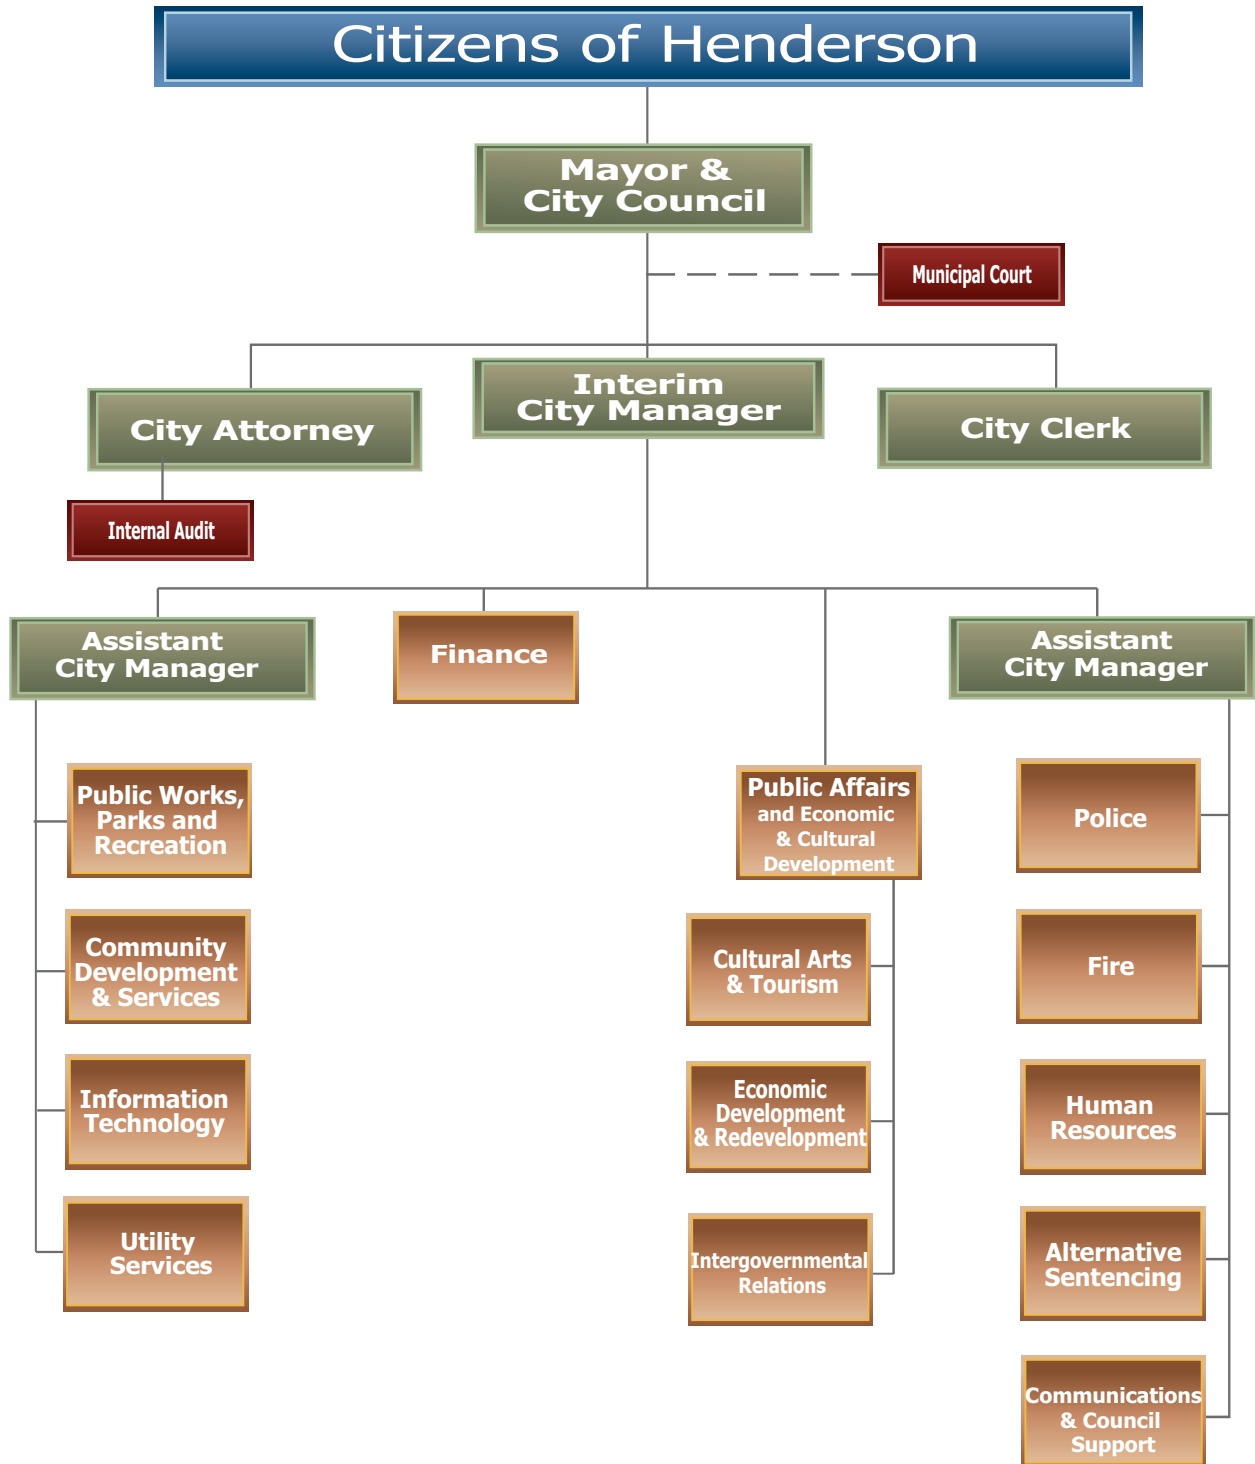 Citizens of Henderson
Mayor &
City Council
Municipal Court
Interim
City Manager
City Attorney
City Clerk
Internal Audit
Assistant
City Manager
Finance
Assistant
City Manager
Public Works,
Parks and
Recreation
Community
Development
& Services
Information
Technology
Utility
Services
Public Affairs
and Economic
& Cultural
Development
Cultural Arts
& Tourism
Economic
Development
& Redevelopment
Intergovernmental
Relations
Police
Fire
Human
Resources
Alternative
Sentencing
Communications
& Council
Support